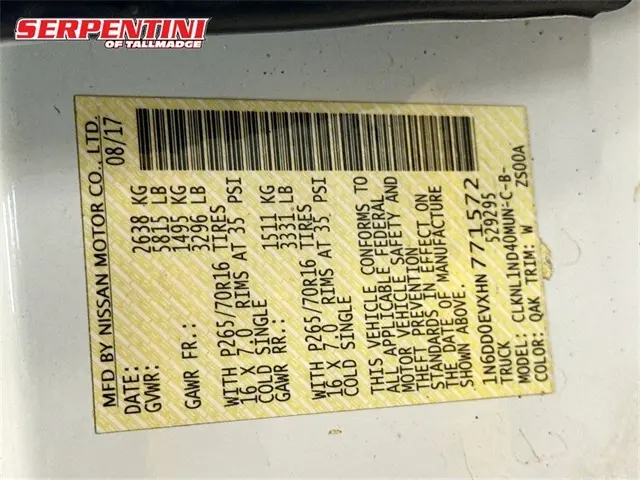 SERPENTINI
OF TALLMADGE
MFD BY NISSAN MOTOR CO., LTD.
DATE: 08/17
GVWR: 2638 KG
5815 LB
GAWR FR.: 1495 KG
3296 LB
WITH P265/70R16 TIRES
16 X 7.0 RIMS AT 35 PSI
COLD SINGLE
GAWR RR.: 1511 KG
3331 LB
WITH P265/70R16 TIRES
16 X 7.0 RIMS AT 35 PSI
COLD SINGLE
THIS VEHICLE CONFORMS TO
ALL APPLICABLE FEDERAL
MOTOR VEHICLE SAFETY AND
THEFT PREVENTION
STANDARDS IN EFFECT ON
THE DATE OF MANUFACTURE
SHOWN ABOVE.
1N6DD0EVXHN771572
TRUCK 529295
MODEL: CLKNL1ND40MUN-C-B-
COLOR: QAK TRIM: W ZS00A